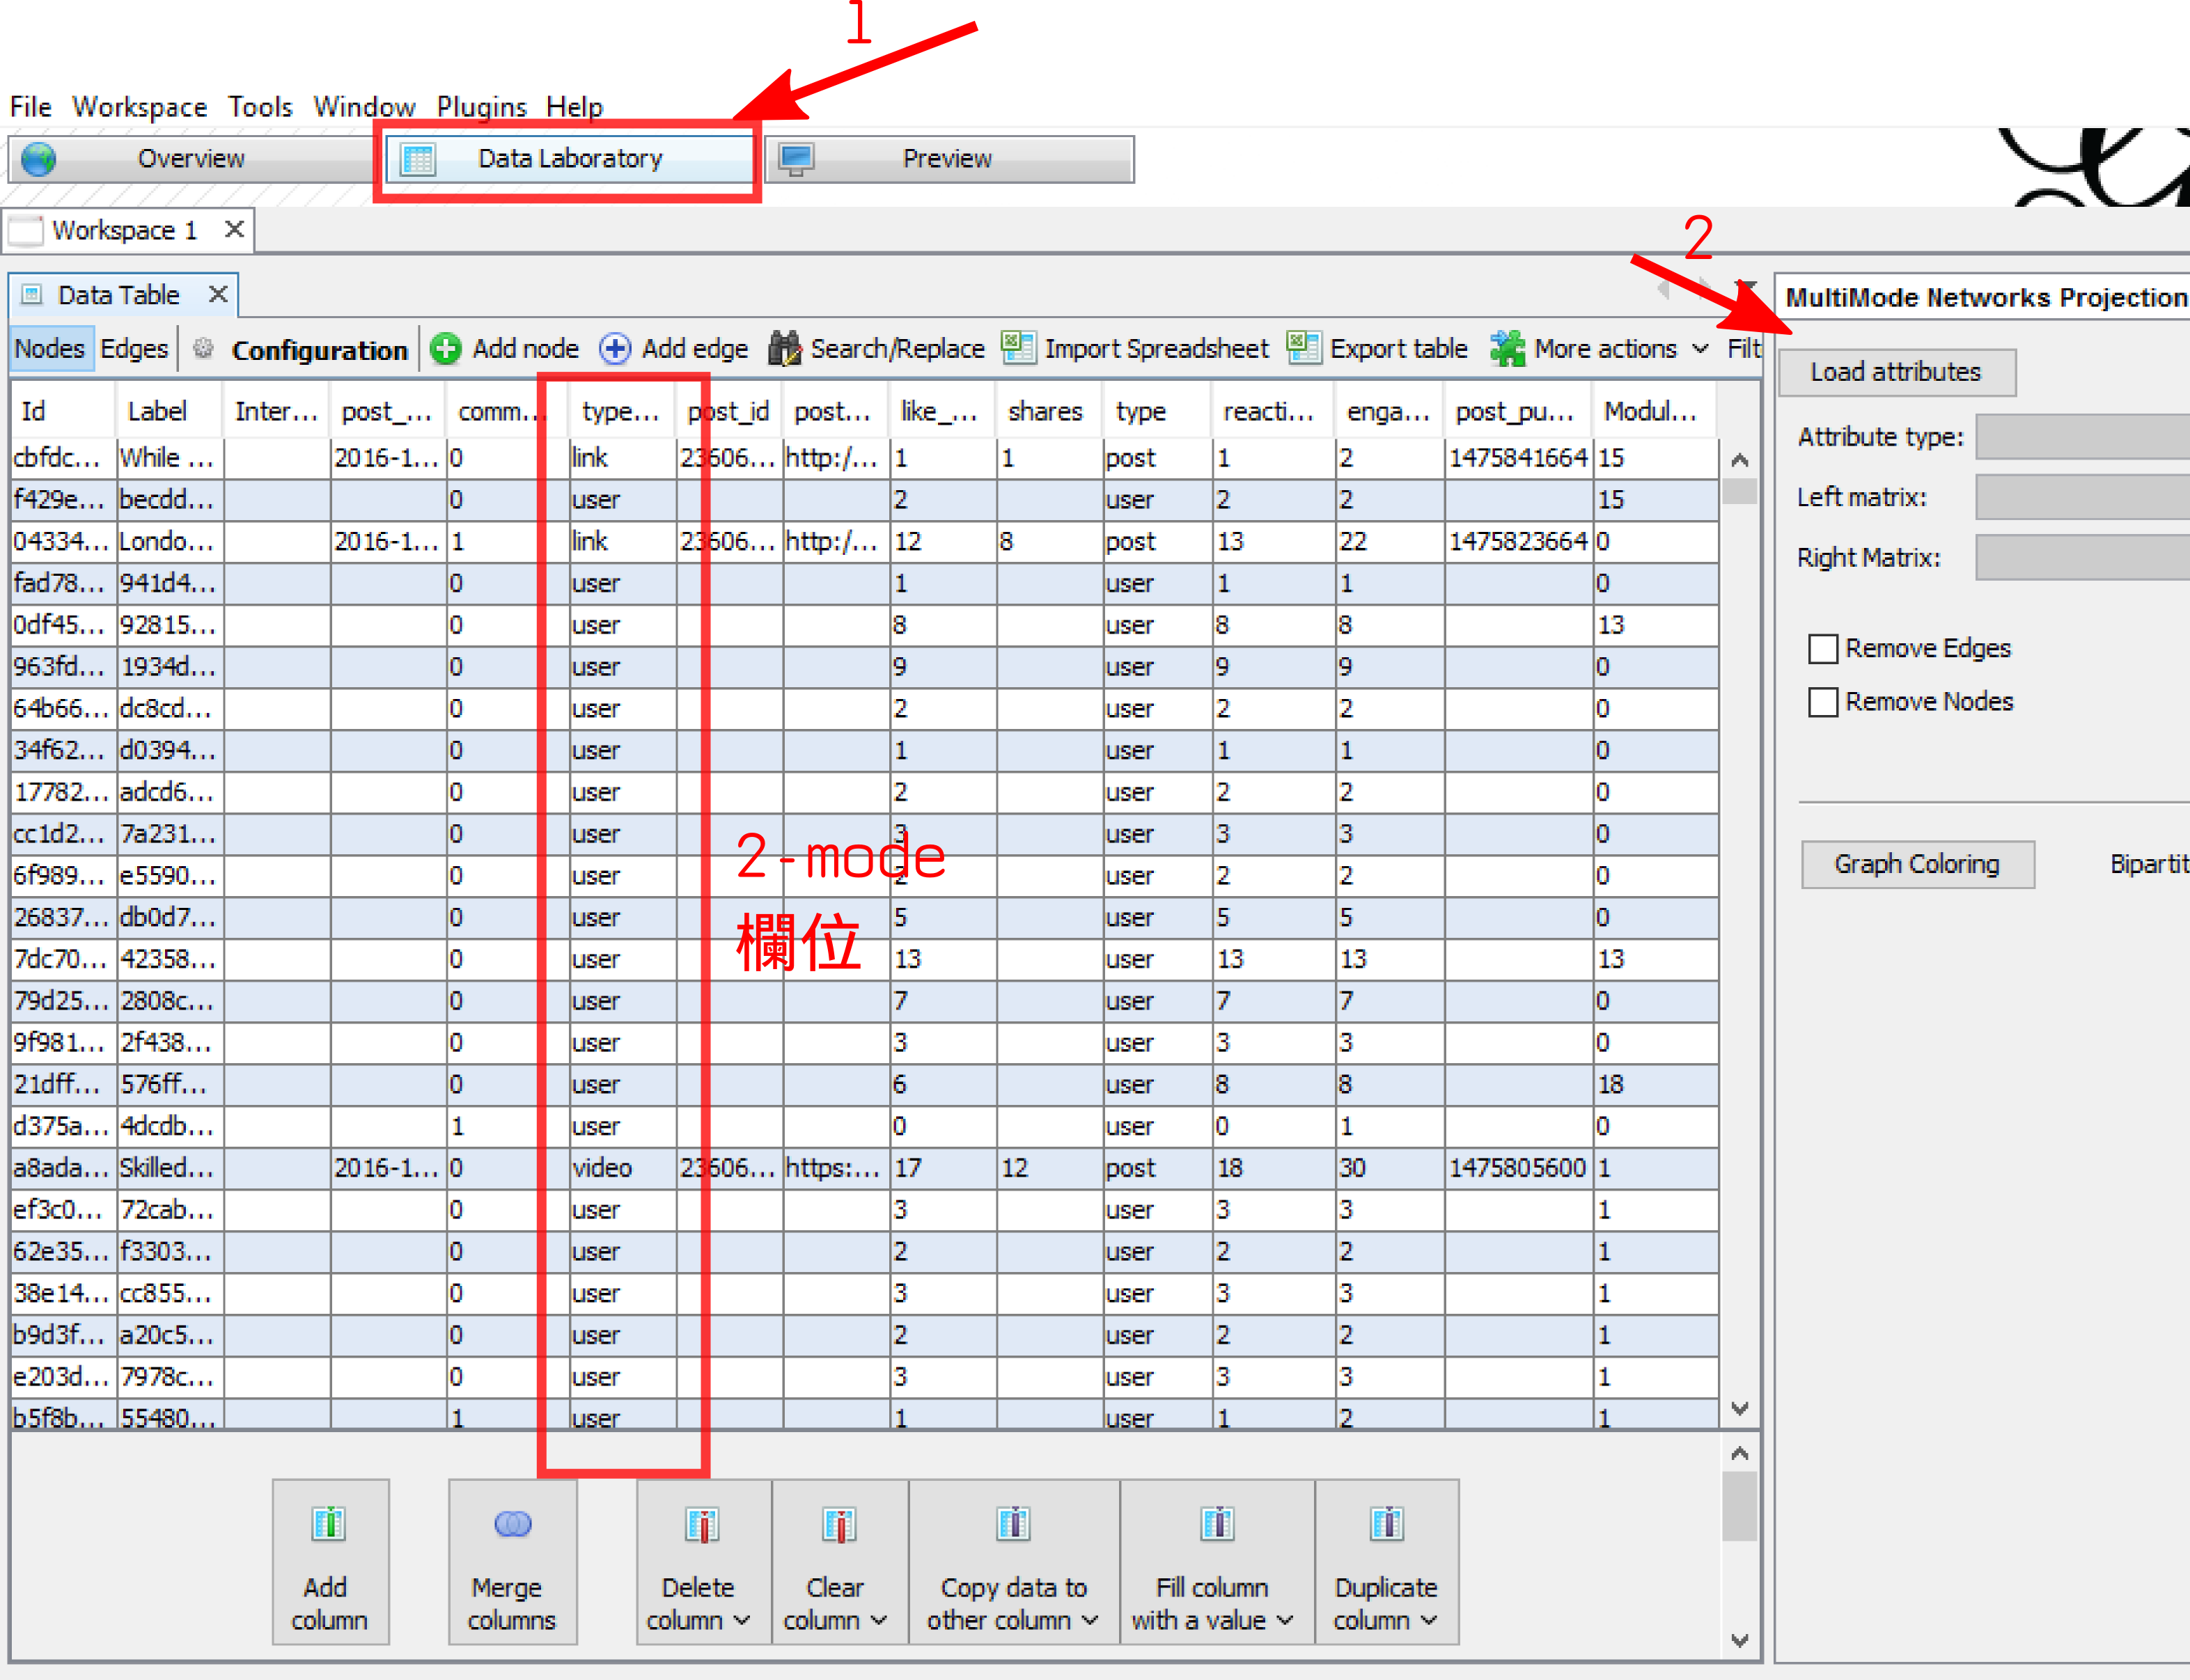 1
File Workspace Tools Window Plugins Help
Overview Data Laboratory Preview
Workspace 1
2
Data Table
MultiMode Networks Projection
Nodes Edges Configuration Add node Add edge Search/Replace Import Spreadsheet Export table More actions Filt
Load attributes
Id Label Inter... post_... comm... type... post_id post... like_... shares type reacti... enga... post_pu... Modul...
Attribute type:
cbfdc... While ... 2016-1... 0 link 23606... http:/... 1 1 post 1 2 1475841664 15
f429e... becdd... 0 user 2 user 2 2 15
Left matrix:
04334... Londo... 2016-1... 1 link 23606... http:/... 12 8 post 13 22 1475823664 0
Right Matrix:
fad78... 941d4... 0 user 1 user 1 1 0
0df45... 92815... 0 user 8 user 8 8 13
Remove Edges
963fd... 1934d... 0 user 9 user 9 9 0
64b66... dc8cd... 0 user 2 user 2 2 0
Remove Nodes
34f62... d0394... 0 user 1 user 1 1 0
17782... adcd6... 0 user 2 user 2 2 0
cc1d2... 7a231... 0 user 3 user 3 3 0
2-mode
6f989... e5590... 0 user 2 user 2 2 0
Graph Coloring Bipartit
26837... db0d7... 0 user 5 user 5 5 0
欄位
7dc70... 42358... 0 user 13 user 13 13 13
79d25... 2808c... 0 user 7 user 7 7 0
9f981... 2f438... 0 user 3 user 3 3 0
21dff... 576ff... 0 user 6 user 8 8 18
d375a... 4dcdb... 1 user 0 user 0 1 0
a8ada... Skilled... 2016-1... 0 video 23606... https:... 17 12 post 18 30 1475805600 1
ef3c0... 72cab... 0 user 3 user 3 3 1
62e35... f3303... 0 user 2 user 2 2 1
38e14... cc855... 0 user 3 user 3 3 1
b9d3f... a20c5... 0 user 2 user 2 2 1
e203d... 7978c... 0 user 3 user 3 3 1
b5f8b... 55480... 1 user 1 user 1 2 1
Add column
Merge columns
Delete column
Clear column
Copy data to other column
Fill column with a value
Duplicate column